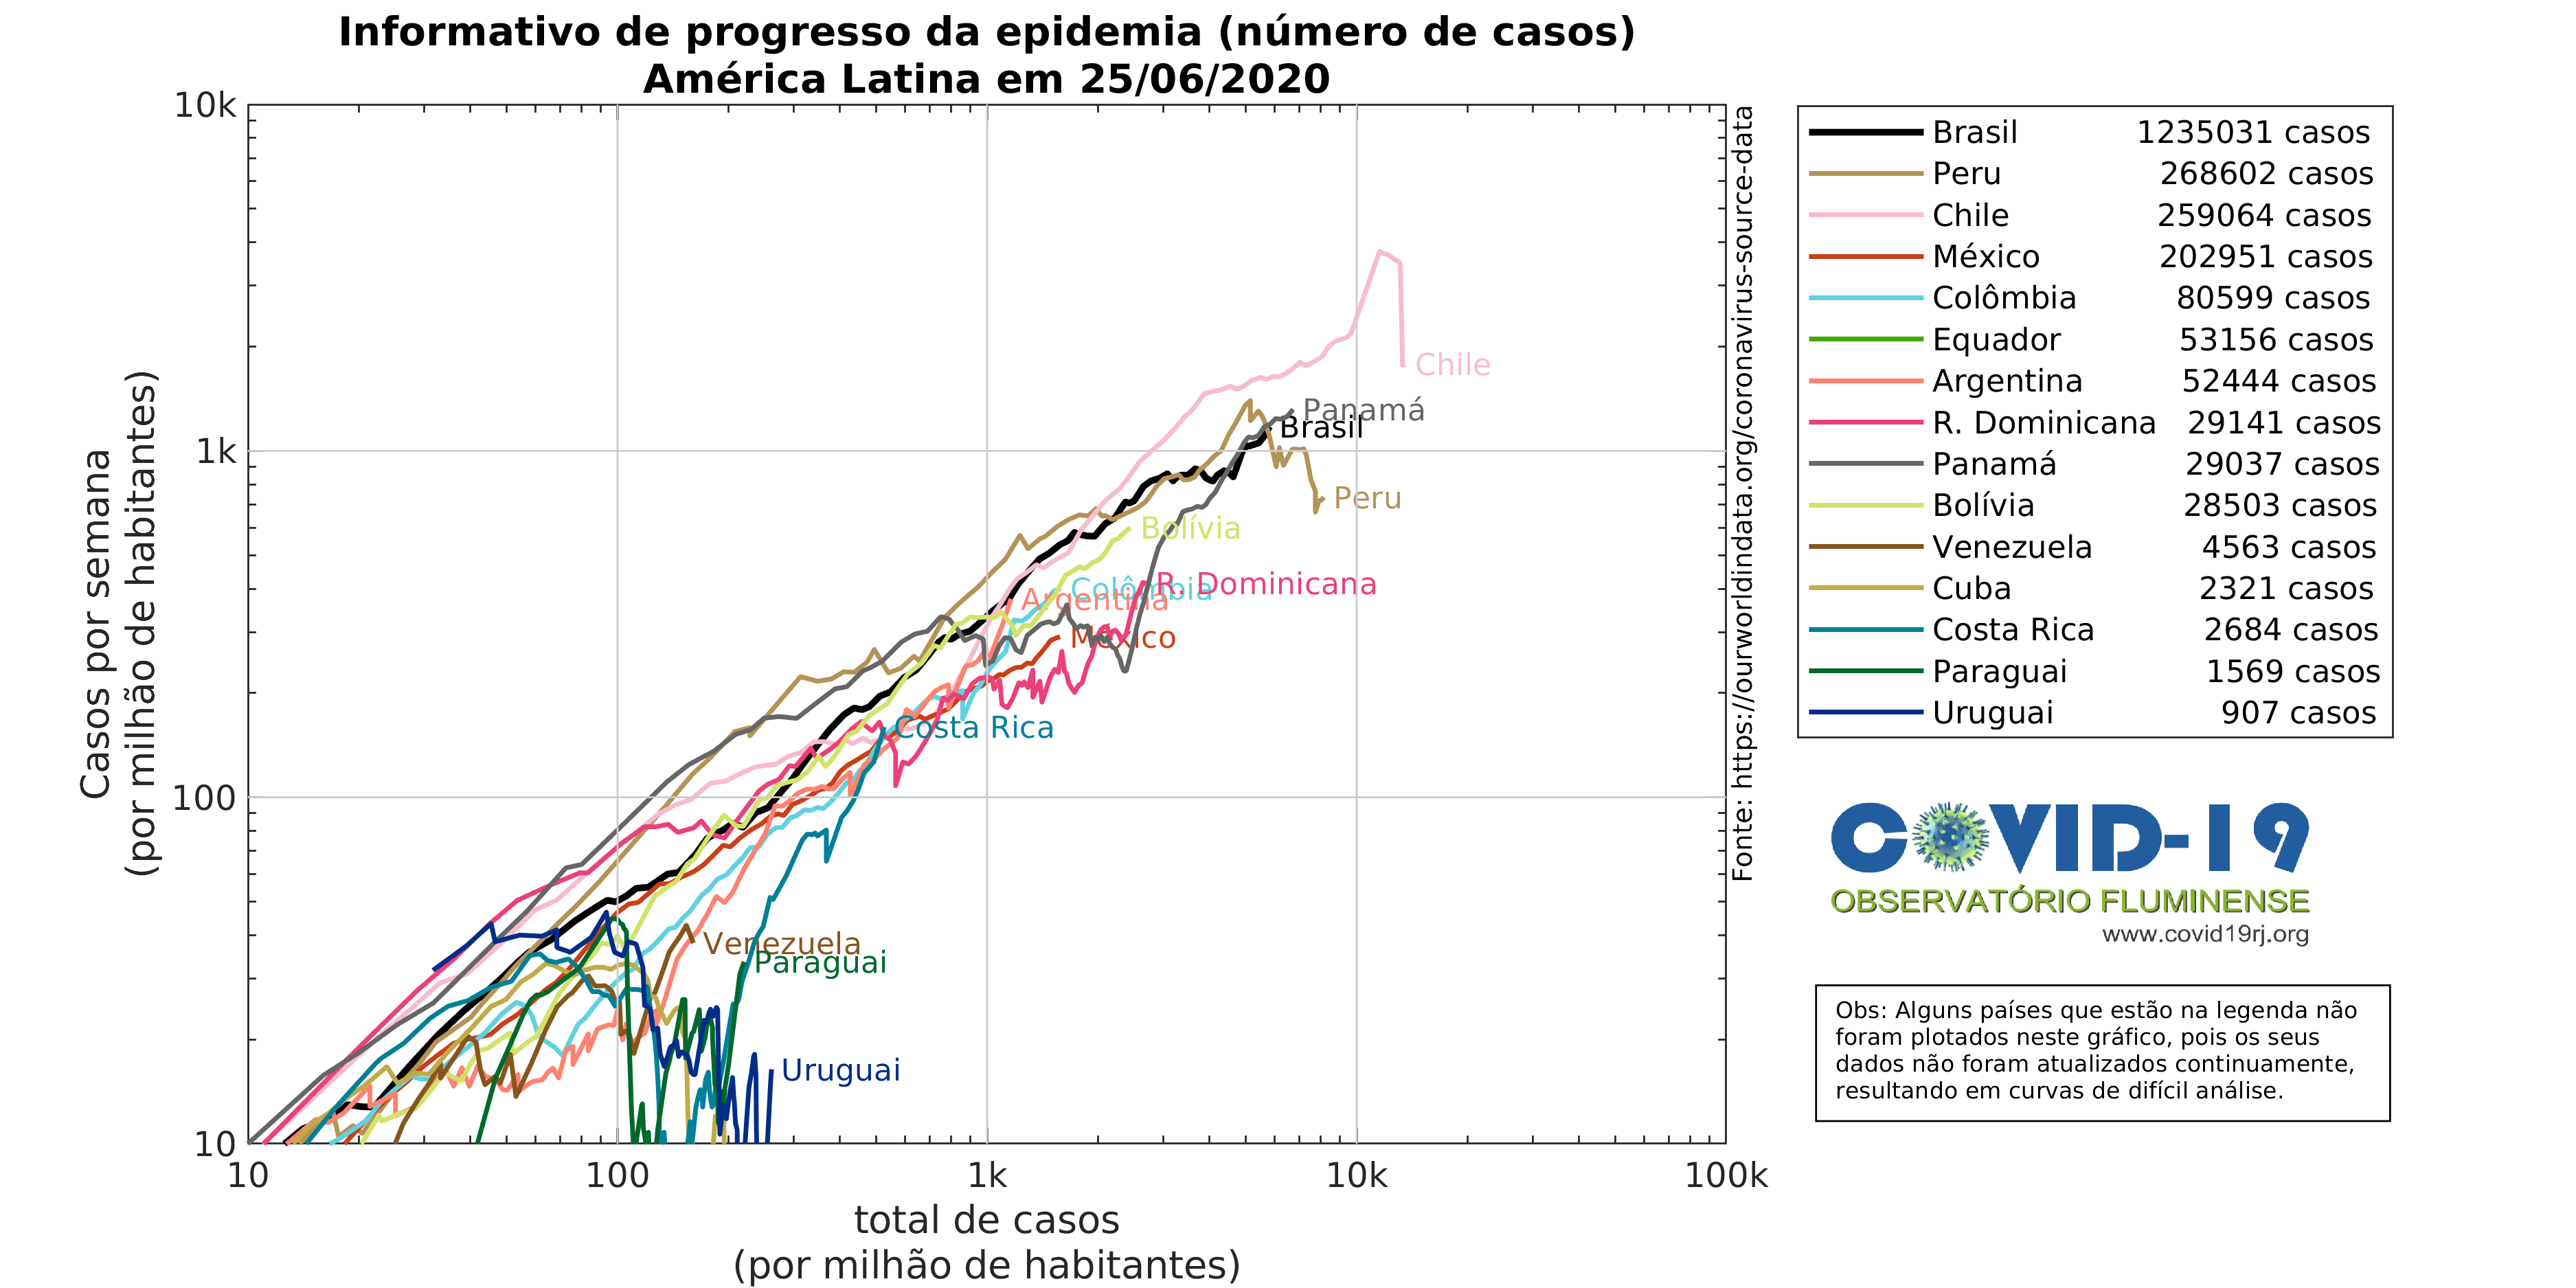 Informativo de progresso da epidemia (número de casos)
América Latina em 25/06/2020
10k
1k
100
10
Casos por semana
(por milhão de habitantes)
10
100
1k
10k
100k
total de casos
(por milhão de habitantes)
Chile
Panamá
Brasil
Peru
Bolívia
Colômbia
R. Dominicana
Argentina
México
Costa Rica
Venezuela
Paraguai
Uruguai
Fonte: https://ourworldindata.org/coronavirus-source-data
Brasil 1235031 casos
Peru 268602 casos
Chile 259064 casos
México 202951 casos
Colômbia 80599 casos
Equador 53156 casos
Argentina 52444 casos
R. Dominicana 29141 casos
Panamá 29037 casos
Bolívia 28503 casos
Venezuela 4563 casos
Cuba 2321 casos
Costa Rica 2684 casos
Paraguai 1569 casos
Uruguai 907 casos
COVID-19
OBSERVATÓRIO FLUMINENSE
www.covid19rj.org
Obs: Alguns países que estão na legenda não
foram plotados neste gráfico, pois os seus
dados não foram atualizados continuamente,
resultando em curvas de difícil análise.